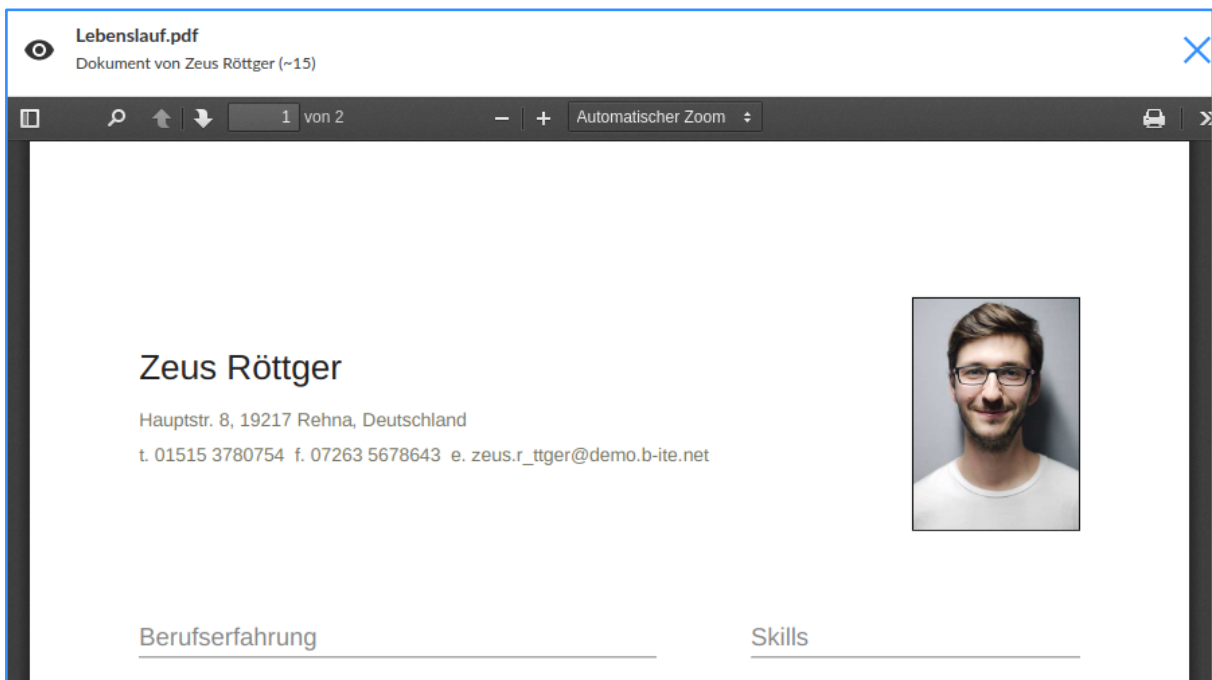 Lebenslauf.pdf
Dokument von Zeus Röttger (~15)
1 von 2
Automatischer Zoom
Zeus Röttger
Hauptstr. 8, 19217 Rehna, Deutschland
t. 01515 3780754 f. 07263 5678643 e. zeus.r_ttger@demo.b-ite.net
Berufserfahrung
Skills